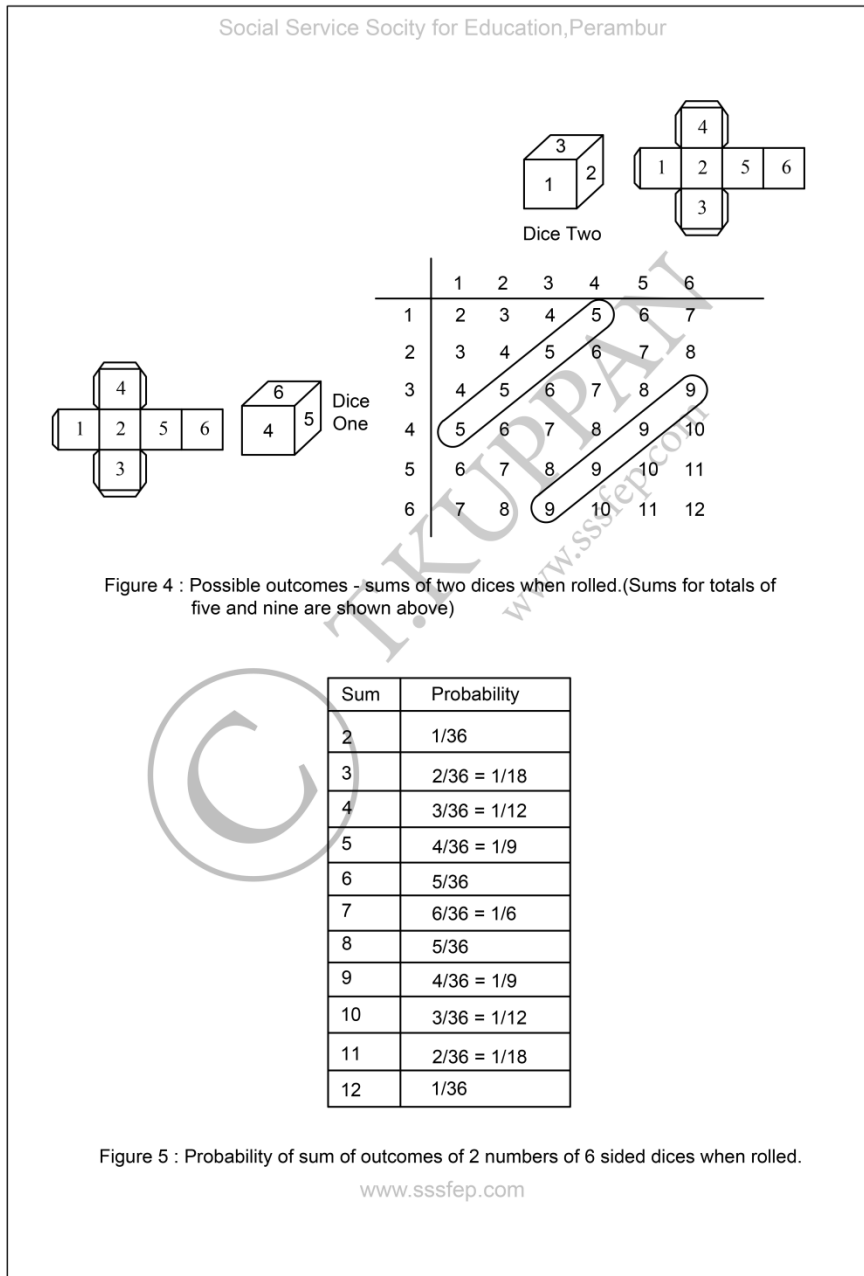 Social Service Socity for Education,Perambur
4
1 2 5 6
3
3
1 2
Dice Two
1 2 3 4 5 6
1 2 3 4 5 6 7
2 3 4 5 6 7 8
3 4 5 6 7 8 9
4 5 6 7 8 9 10
5 6 7 8 9 10 11
6 7 8 9 10 11 12
4
1 2 5 6
3
6
4 5
Dice
One
Figure 4 : Possible outcomes - sums of two dices when rolled.(Sums for totals of
five and nine are shown above)
© T.KUPPAN
www.sssfep.com
Sum Probability
2 1/36
3 2/36 = 1/18
4 3/36 = 1/12
5 4/36 = 1/9
6 5/36
7 6/36 = 1/6
8 5/36
9 4/36 = 1/9
10 3/36 = 1/12
11 2/36 = 1/18
12 1/36
Figure 5 : Probability of sum of outcomes of 2 numbers of 6 sided dices when rolled.
www.sssfep.com